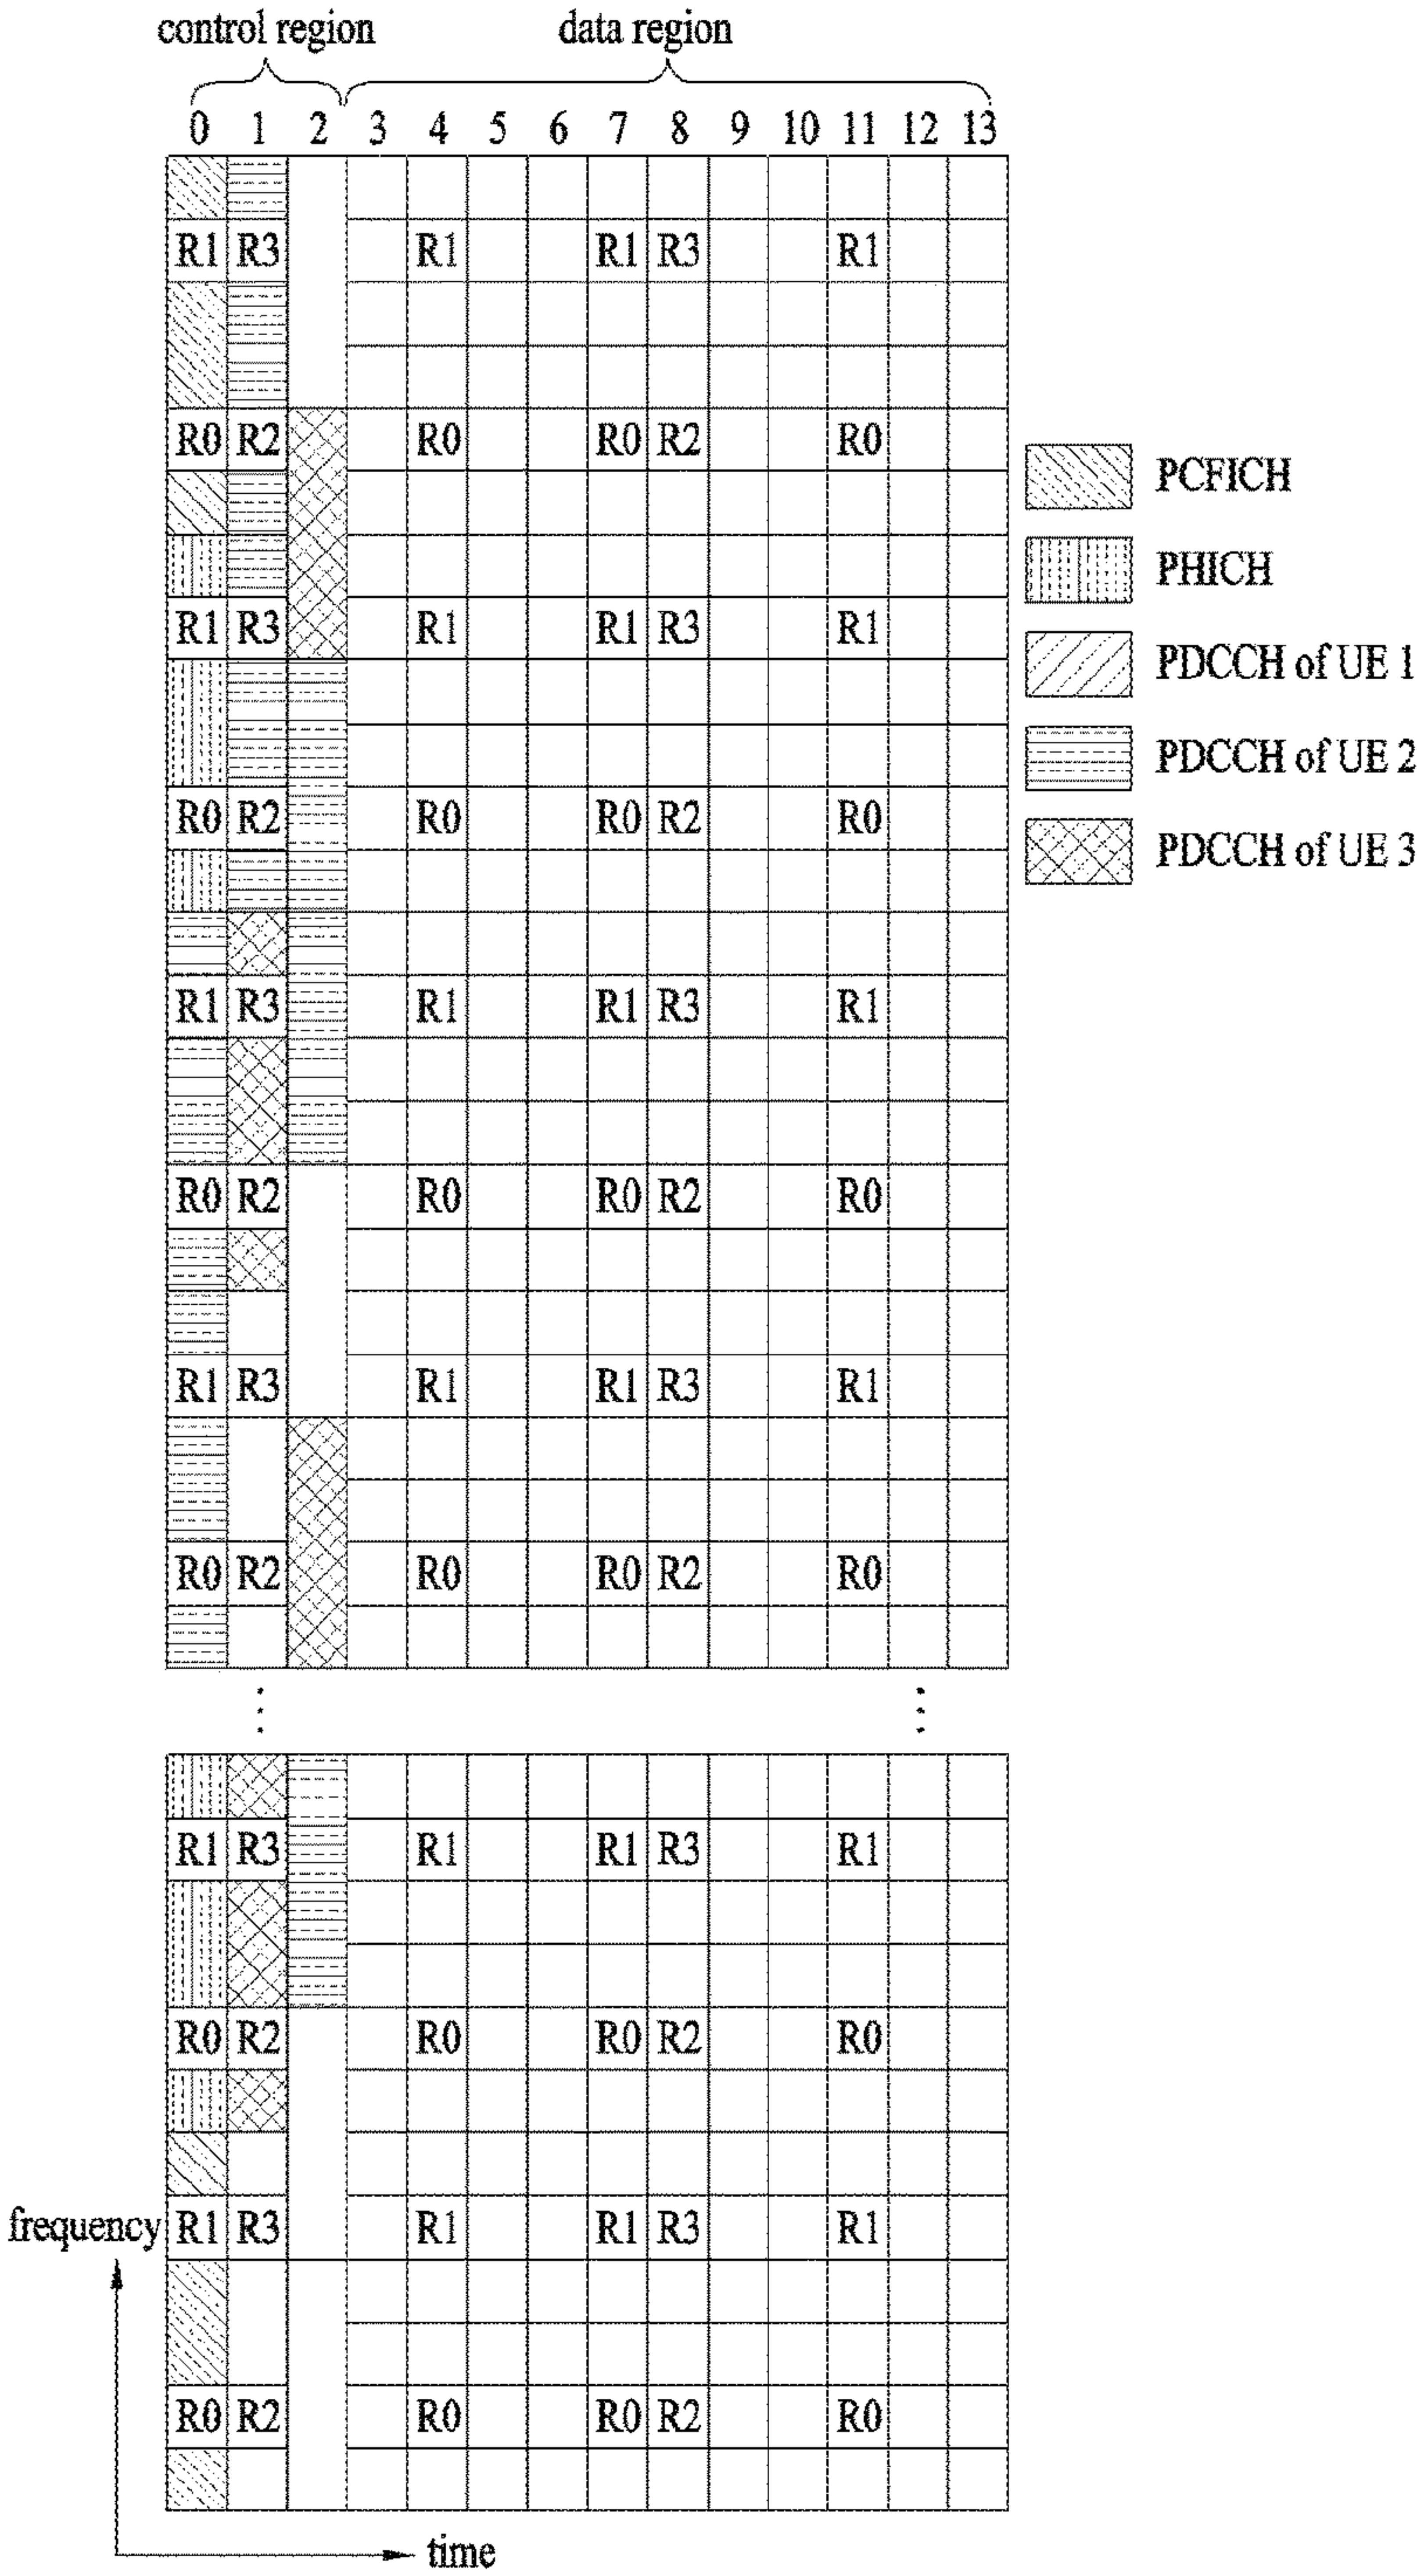 control region data region
0 1 2 3 4 5 6 7 8 9 10 11 12 13
R1 R3 R1 R1 R3 R1
R0 R2 R0 R0 R2 R0
PCFICH
PHICH
R1 R3 R1 R1 R3 R1
PDCCH of UE 1
PDCCH of UE 2
R0 R2 R0 R0 R2 R0
PDCCH of UE 3
R1 R3 R1 R1 R3 R1
R0 R2 R0 R0 R2 R0
R1 R3 R1 R1 R3 R1
R0 R2 R0 R0 R2 R0
R1 R3 R1 R1 R3 R1
R0 R2 R0 R0 R2 R0
frequency R1 R3 R1 R1 R3 R1
R0 R2 R0 R0 R2 R0
time